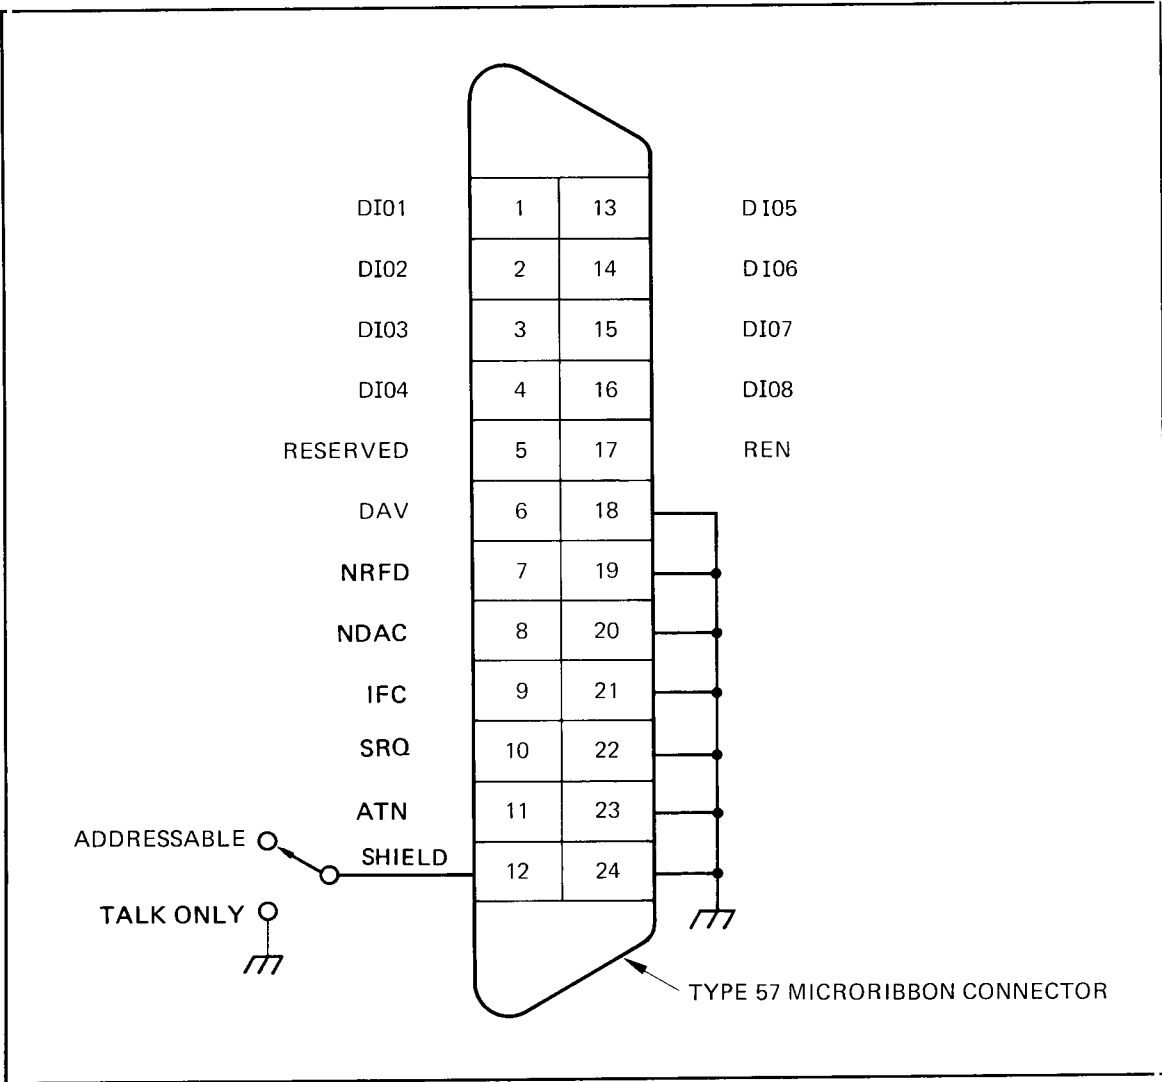 DI01 1 13 DI05
DI02 2 14 DI06
DI03 3 15 DI07
DI04 4 16 DI08
RESERVED 5 17 REN
DAV 6 18
NRFD 7 19
NDAC 8 20
IFC 9 21
SRQ 10 22
ATN 11 23
ADDRESSABLE
SHIELD 12 24
TALK ONLY
TYPE 57 MICRORIBBON CONNECTOR